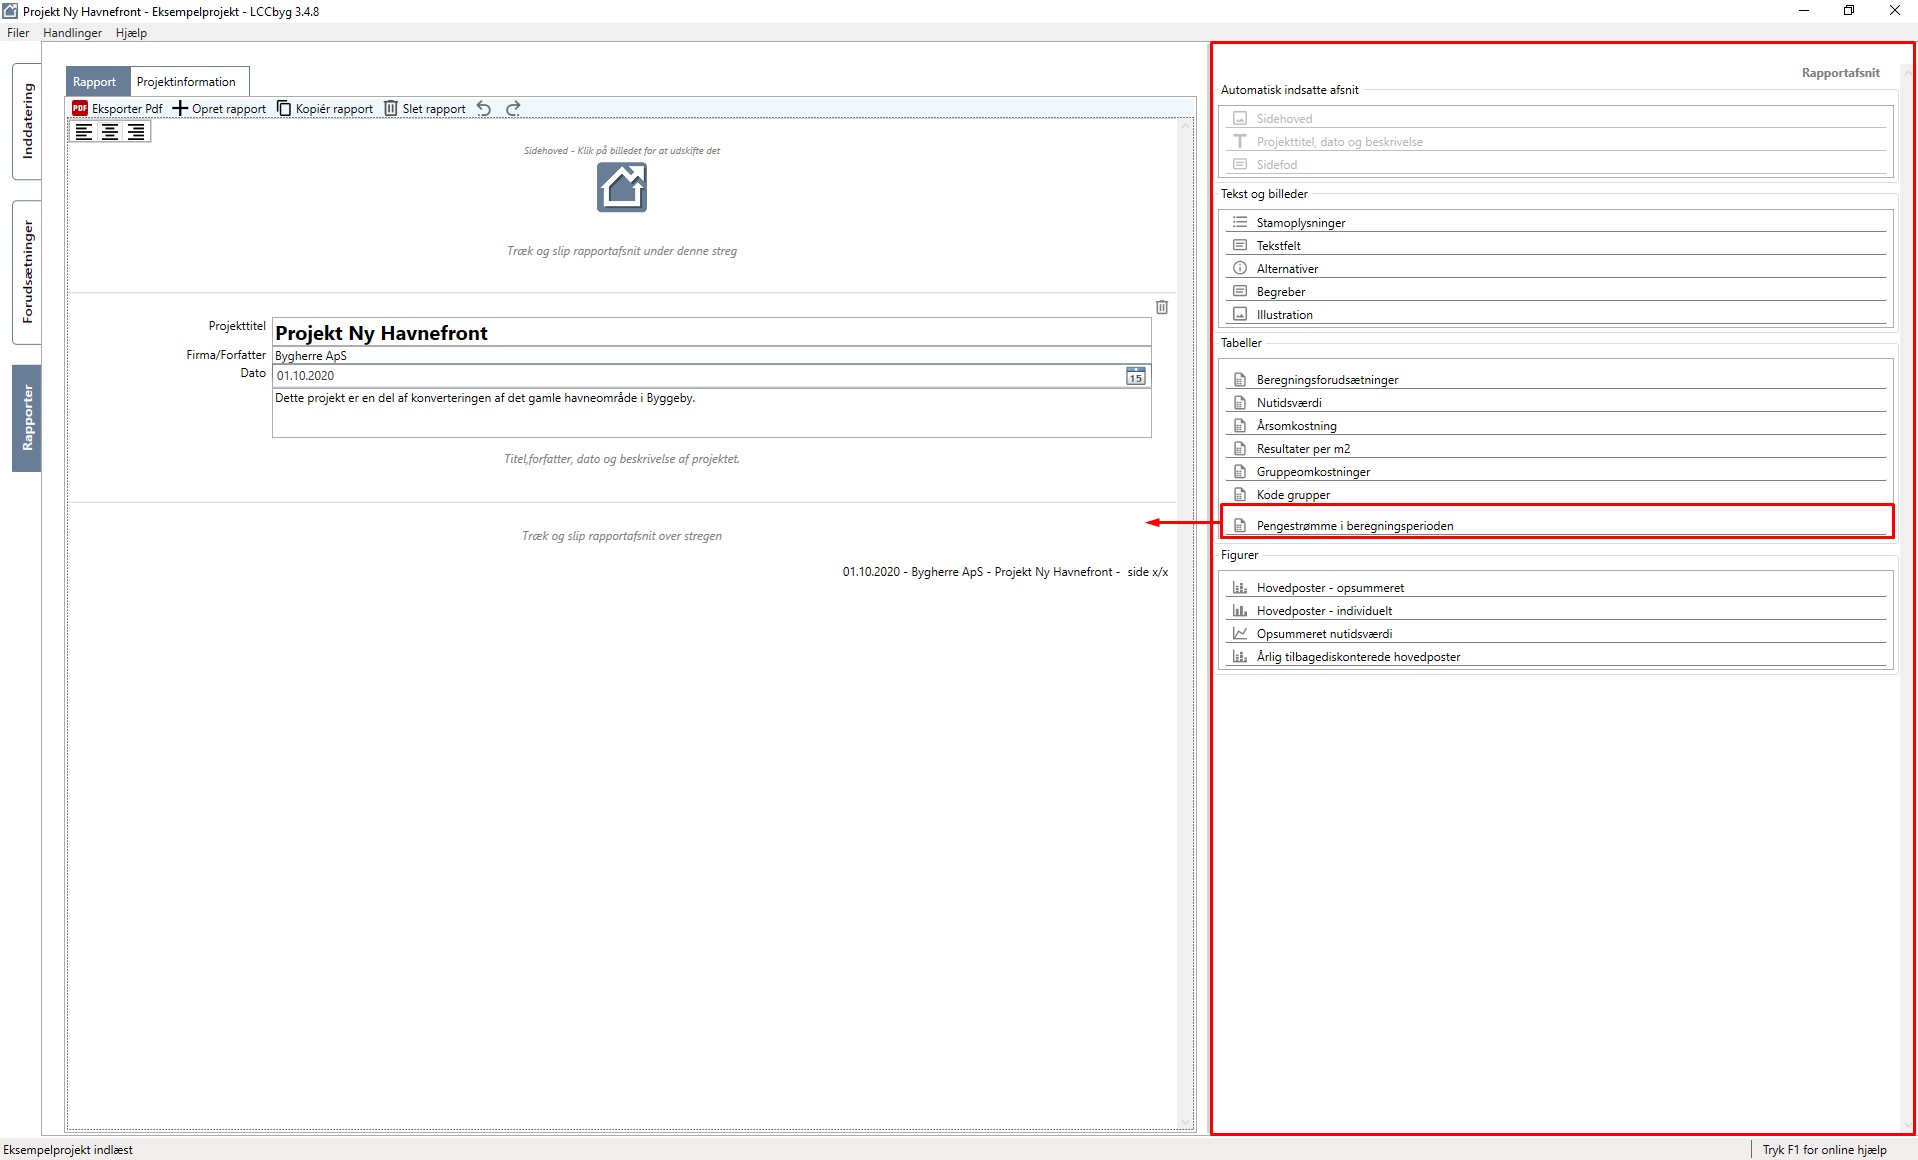 Projekt Ny Havnefront - Eksempelprojekt - LCCbyg 3.4.8
Filer Handlinger Hjælp
Inddatering
Forudsætninger
Rapporter
Rapport Projektinformation
PDF Eksporter Pdf Opret rapport Kopiér rapport Slet rapport
Sidehoved - Klik på billedet for at udskifte det
Træk og slip rapportafsnit under denne streg
Projekttitel Projekt Ny Havnefront
Firma/Forfatter Bygherre ApS
Dato 01.10.2020 15
Dette projekt er en del af konverteringen af det gamle havneområde i Byggeby.
Titel,forfatter, dato og beskrivelse af projektet.
Træk og slip rapportafsnit over stregen
01.10.2020 - Bygherre ApS - Projekt Ny Havnefront - side x/x
Rapportafsnit
Automatisk indsatte afsnit
Sidehoved
Projekttitel, dato og beskrivelse
Sidefod
Tekst og billeder
Stamoplysninger
Tekstfelt
Alternativer
Begreber
Illustration
Tabeller
Beregningsforudsætninger
Nutidsværdi
Årsomkostning
Resultater per m2
Gruppeomkostninger
Kode grupper
Pengestrømme i beregningsperioden
Figurer
Hovedposter - opsummeret
Hovedposter - individuelt
Opsummeret nutidsværdi
Årlig tilbagediskonterede hovedposter
Eksempelprojekt indlæst
Tryk F1 for online hjælp